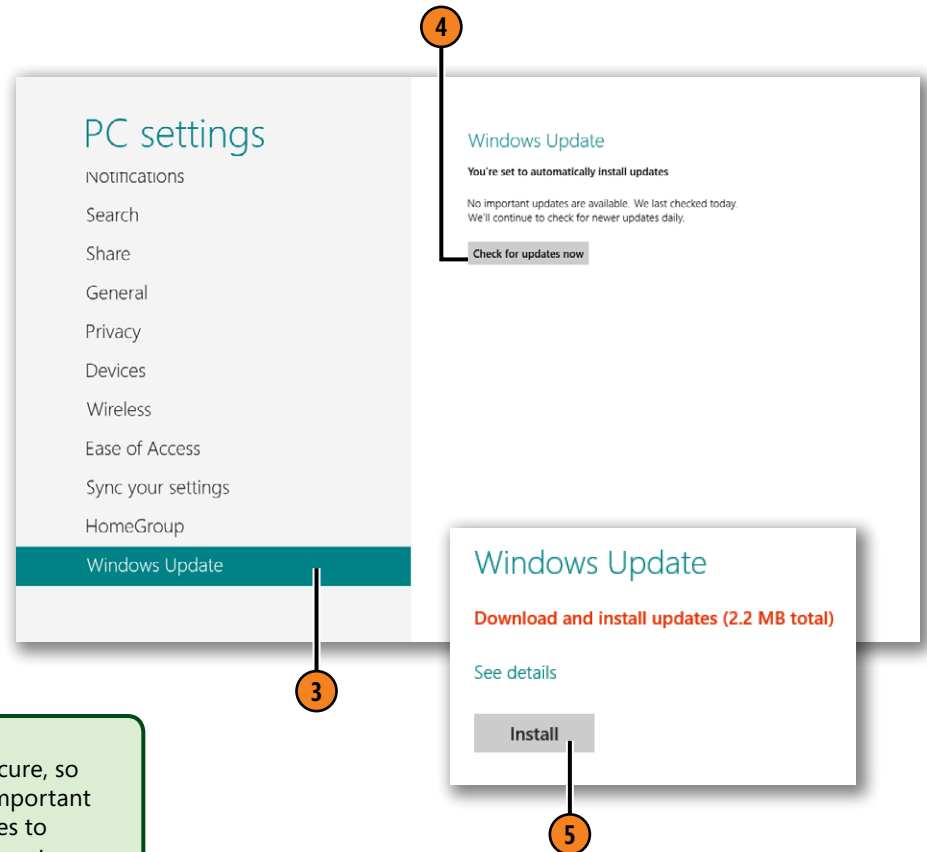 4
PC settings
Notifications
Search
Share
General
Privacy
Devices
Wireless
Ease of Access
Sync your settings
HomeGroup
Windows Update
Windows Update
You're set to automatically install updates
No important updates are available. We last checked today.
We'll continue to check for newer updates daily.
Check for updates now
3
Windows Update
Download and install updates (2.2 MB total)
See details
Install
5
cure, so
mportant
es to